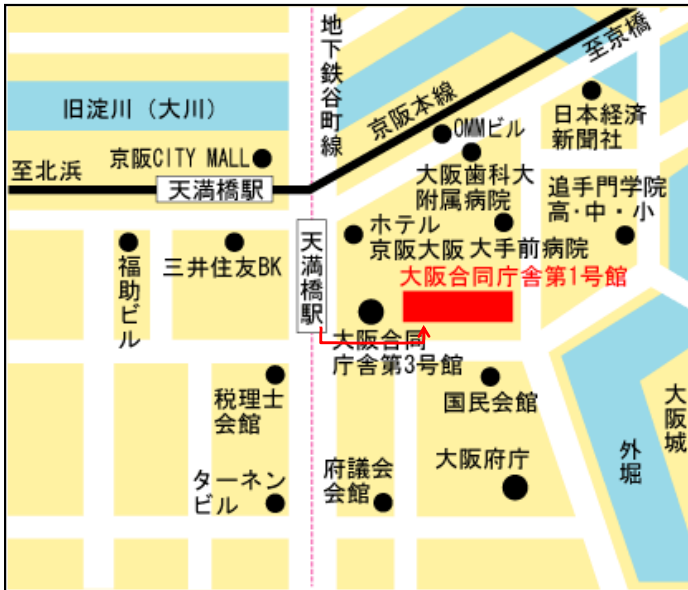 地下鉄谷町線
至京橋
旧淀川（大川）
京阪本線
OMMビル
日本経済
新聞社
至北浜
京阪CITY MALL
天満橋駅
大阪歯科大
附属病院
追手門学院
高・中・小
天満橋駅
ホテル
京阪大阪
大手前病院
福助ビル
三井住友BK
大阪合同庁舎第1号館
大阪合同
庁舎第3号館
税理士
会館
国民会館
大阪城
外堀
ターネン
ビル
府議会
会館
大阪府庁